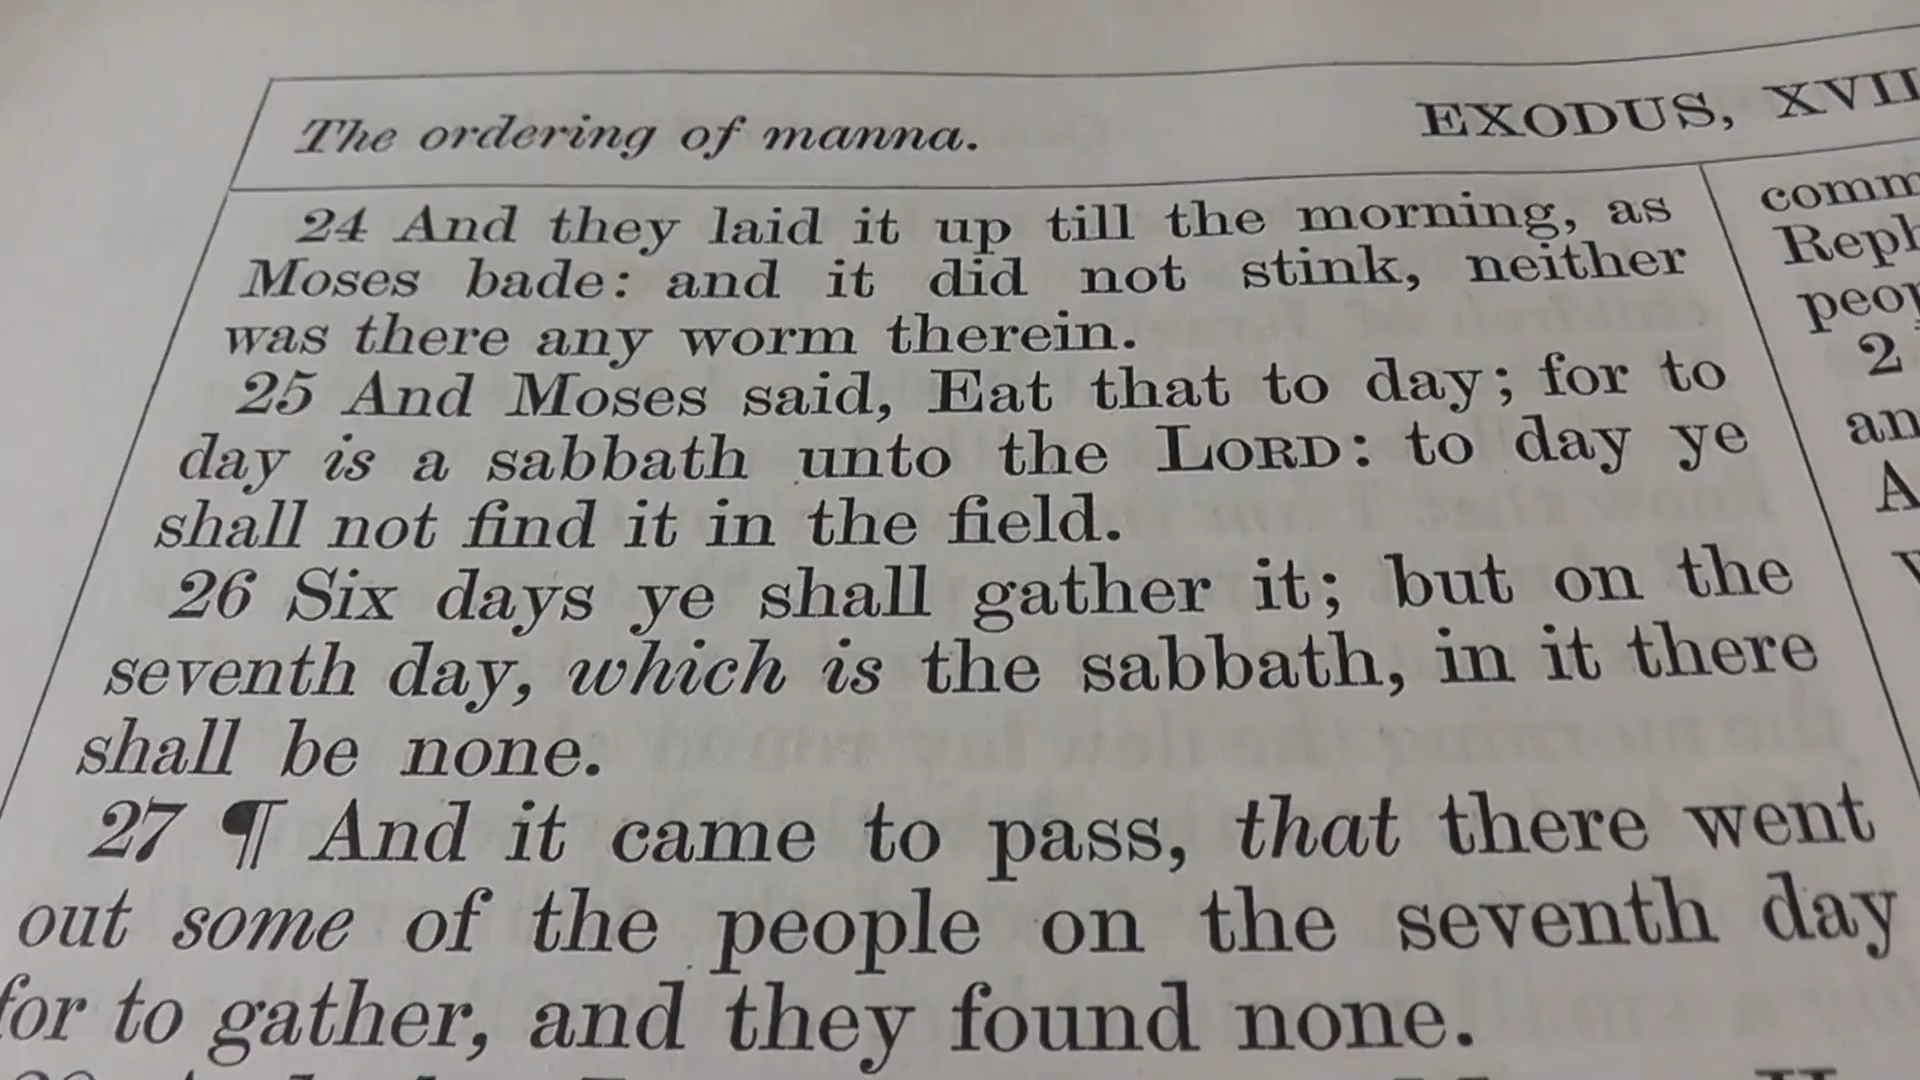 The ordering of manna.
EXODUS, XVII
24 And they laid it up till the morning, as
Moses bade: and it did not stink, neither
was there any worm therein.
25 And Moses said, Eat that to day; for to
day is a sabbath unto the LORD: to day ye
shall not find it in the field.
26 Six days ye shall gather it; but on the
seventh day, which is the sabbath, in it there
shall be none.
27 ¶ And it came to pass, that there went
out some of the people on the seventh day
for to gather, and they found none.
2
an